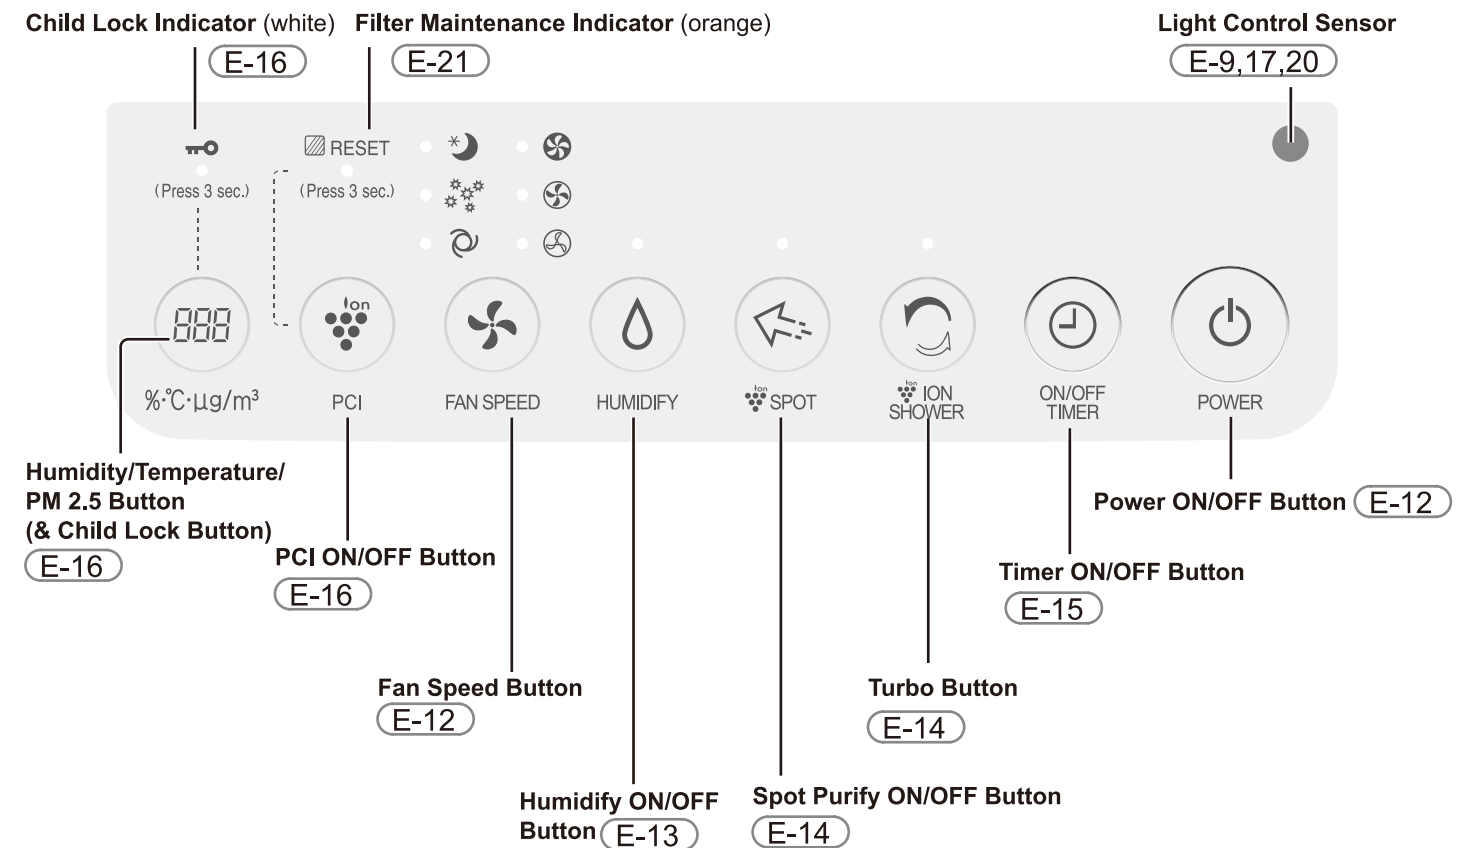 Child Lock Indicator (white) Filter Maintenance Indicator (orange) Light Control Sensor
E-16 E-21 E-9,17,20
RESET
(Press 3 sec.) (Press 3 sec.)
888 ion
%·℃·µg/m³ PCI FAN SPEED HUMIDIFY ion SPOT ion ION SHOWER ON/OFF TIMER POWER
Humidity/Temperature/
PM 2.5 Button
(& Child Lock Button)
E-16
PCI ON/OFF Button
E-16
Power ON/OFF Button E-12
Timer ON/OFF Button
E-15
Fan Speed Button
E-12
Turbo Button
E-14
Humidify ON/OFF
Button E-13
Spot Purify ON/OFF Button
E-14